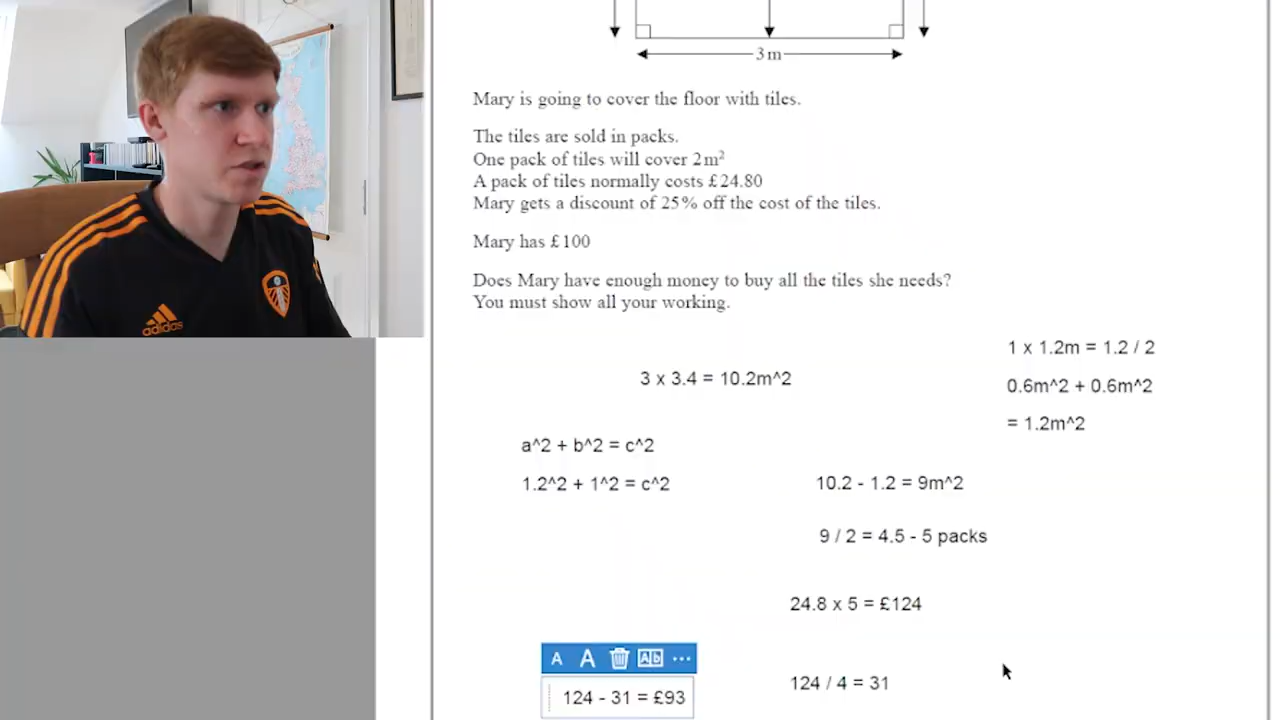 3 m
Mary is going to cover the floor with tiles.
The tiles are sold in packs.
One pack of tiles will cover 2 m²
A pack of tiles normally costs £24.80
Mary gets a discount of 25% off the cost of the tiles.
Mary has £100
Does Mary have enough money to buy all the tiles she needs?
You must show all your working.
1 x 1.2m = 1.2 / 2
3 x 3.4 = 10.2m^2
0.6m^2 + 0.6m^2
= 1.2m^2
a^2 + b^2 = c^2
1.2^2 + 1^2 = c^2
10.2 - 1.2 = 9m^2
9 / 2 = 4.5 - 5 packs
24.8 x 5 = £124
A A Ab ...
124 / 4 = 31
124 - 31 = £93
adidas